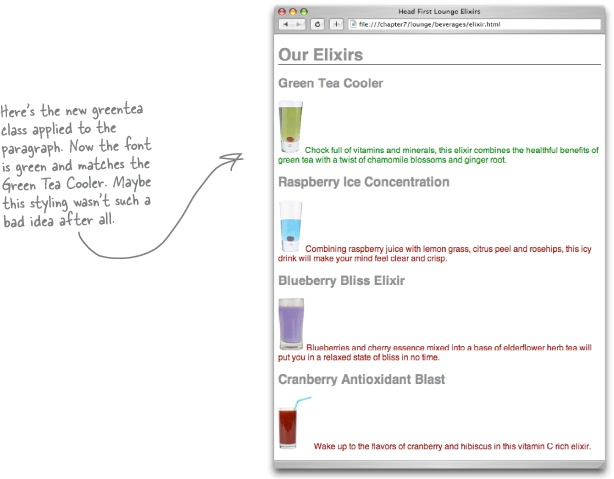 Here's the new greentea
class applied to the
paragraph. Now the font
is green and matches the
Green Tea Cooler. Maybe
this styling wasn't such a
bad idea after all.
Head First Lounge Elixirs
file:///chapter7/lounge/beverages/elixir.html
Our Elixirs
Green Tea Cooler
Chock full of vitamins and minerals, this elixir combines the healthful benefits of
green tea with a twist of chamomile blossoms and ginger root.
Raspberry Ice Concentration
Combining raspberry juice with lemon grass, citrus peel and rosehips, this icy
drink will make your mind feel clear and crisp.
Blueberry Bliss Elixir
Blueberries and cherry essence mixed into a base of elderflower herb tea will
put you in a relaxed state of bliss in no time.
Cranberry Antioxidant Blast
Wake up to the flavors of cranberry and hibiscus in this vitamin C rich elixir.